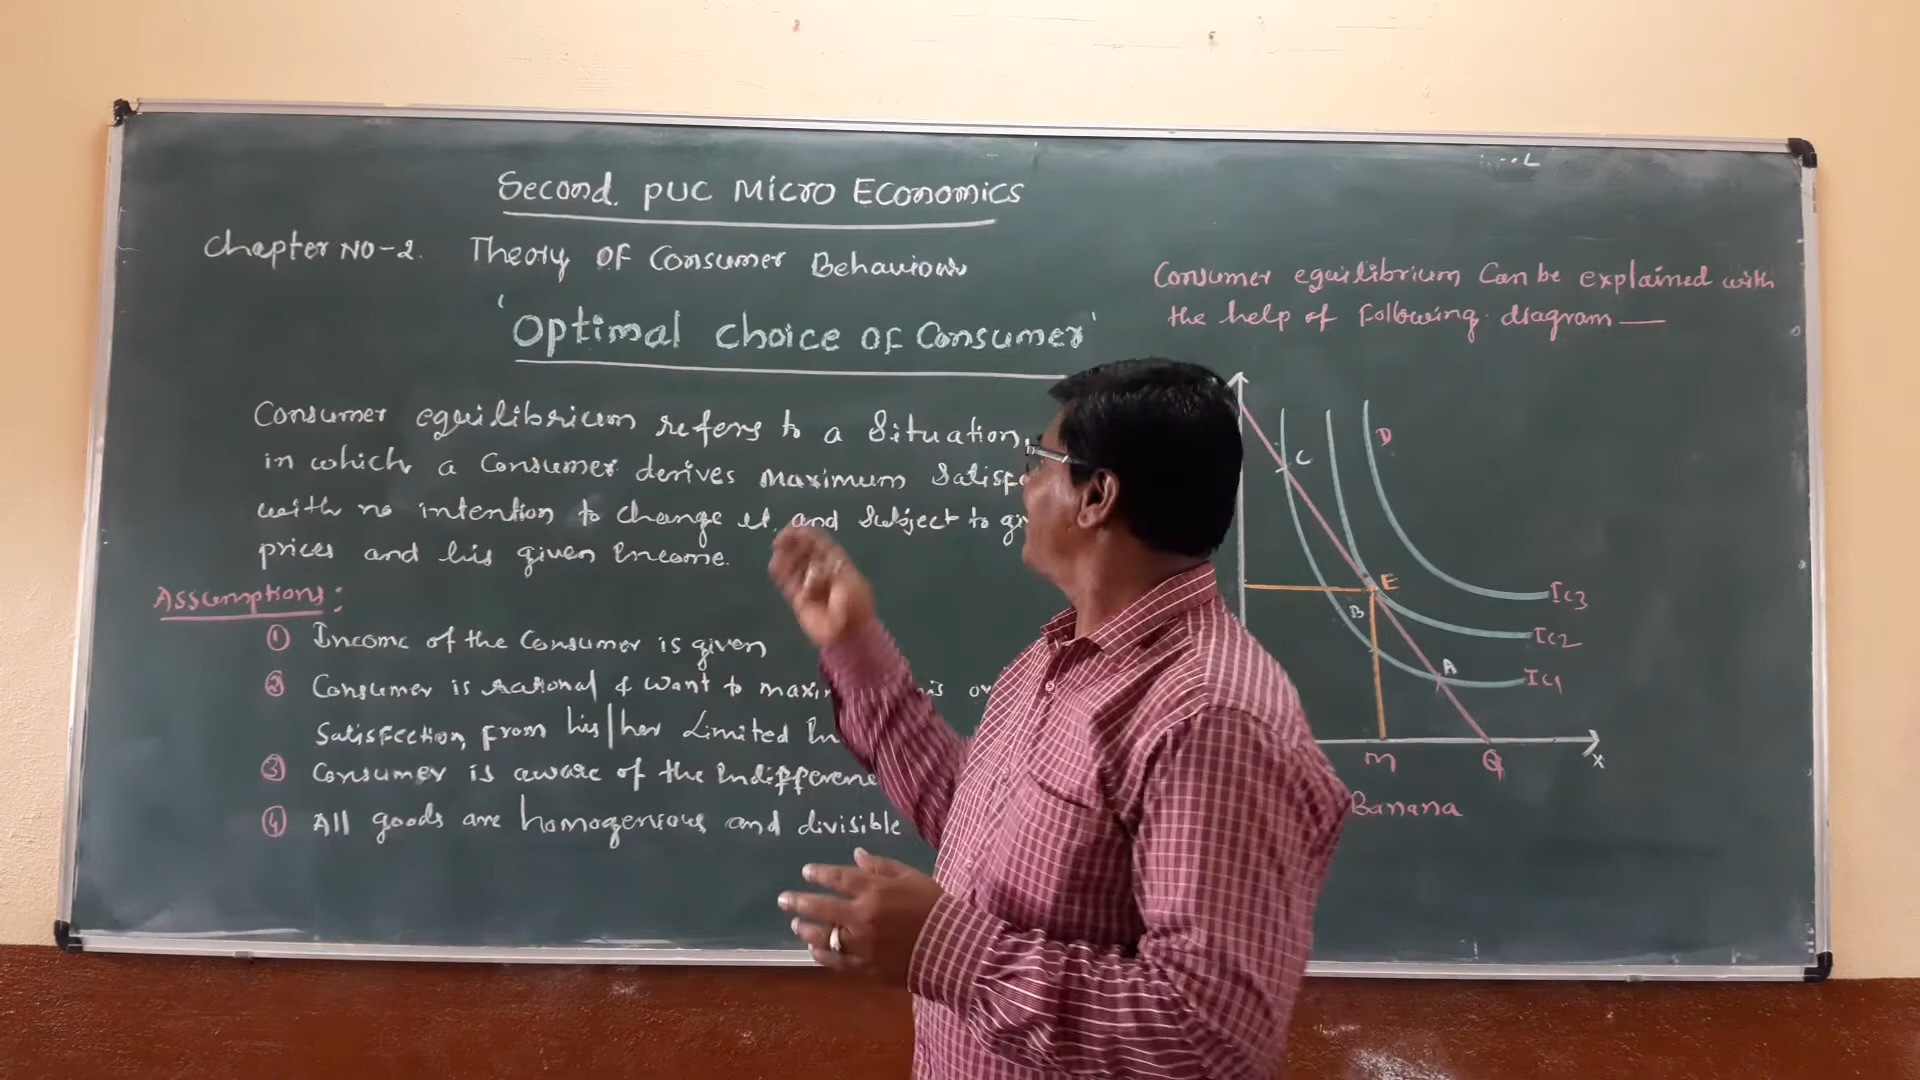 Second. PUC Micro Economics
Chapter NO-2. Theory of Consumer Behaviour
'Optimal choice of Consumer'
Consumer equilibrium refers to a Situation,
in which a Consumer derives maximum
with no intention to change it and Subject to
prices and his given Income.
Assumptions:
① Income of the Consumer is given
② Consumer is rational & want to
Satisfaction, from his/her Limited
③ Consumer is aware of the
④ All goods are homogenious and divisible
Consumer equilibrium Can be explained with
the help of Following diagram —
D
C
E
B
A
IC3
IC2
IC1
M
Q
X
Banana